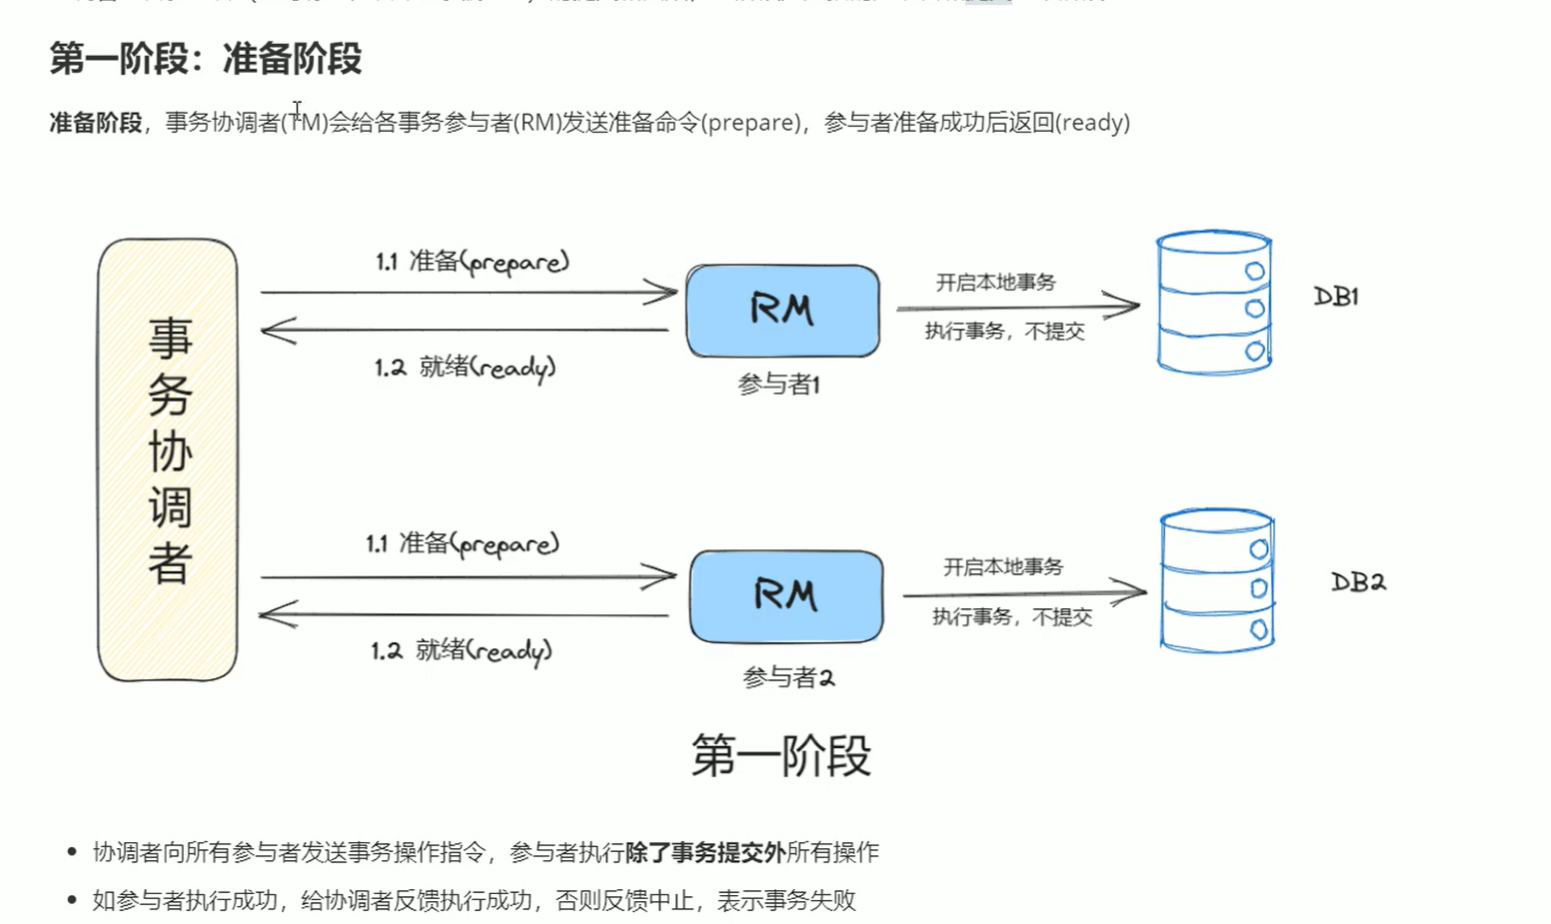 第一阶段：准备阶段
准备阶段，事务协调者(TM)会给各事务参与者(RM)发送准备命令(prepare)，参与者准备成功后返回(ready)
事务协调者
1.1 准备(prepare)
1.2 就绪(ready)
RM
参与者1
开启本地事务
执行事务，不提交
DB1
1.1 准备(prepare)
1.2 就绪(ready)
RM
参与者2
开启本地事务
执行事务，不提交
DB2
第一阶段
• 协调者向所有参与者发送事务操作指令，参与者执行除了事务提交外所有操作
• 如参与者执行成功，给协调者反馈执行成功，否则反馈中止，表示事务失败